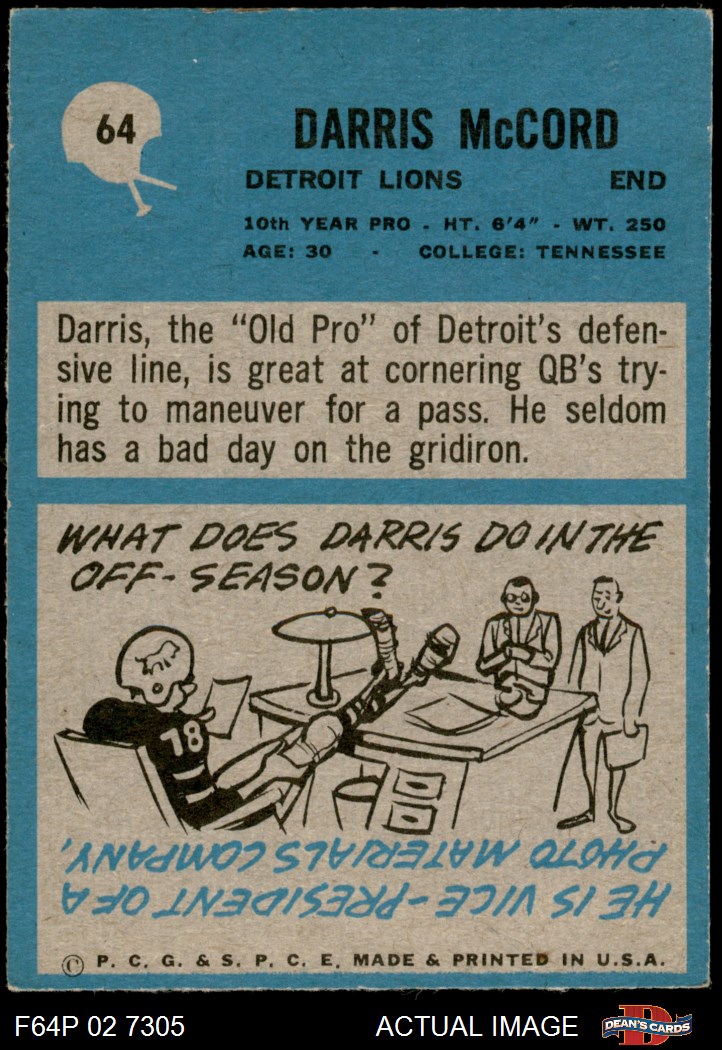 64
DARRIS McCORD
DETROIT LIONS END
10th YEAR PRO - HT. 6'4" - WT. 250
AGE: 30 - COLLEGE: TENNESSEE
Darris, the "Old Pro" of Detroit's defen-
sive line, is great at cornering QB's try-
ing to maneuver for a pass. He seldom
has a bad day on the gridiron.
WHAT DOES DARRIS DO IN THE
OFF-SEASON?
78
HE IS VICE-PRESIDENT OF A
PHOTO MATERIALS COMPANY.
© P. C. G. & S. P. C. E. MADE & PRINTED IN U.S.A.
F64P 02 7305 ACTUAL IMAGE DEAN'S CARDS